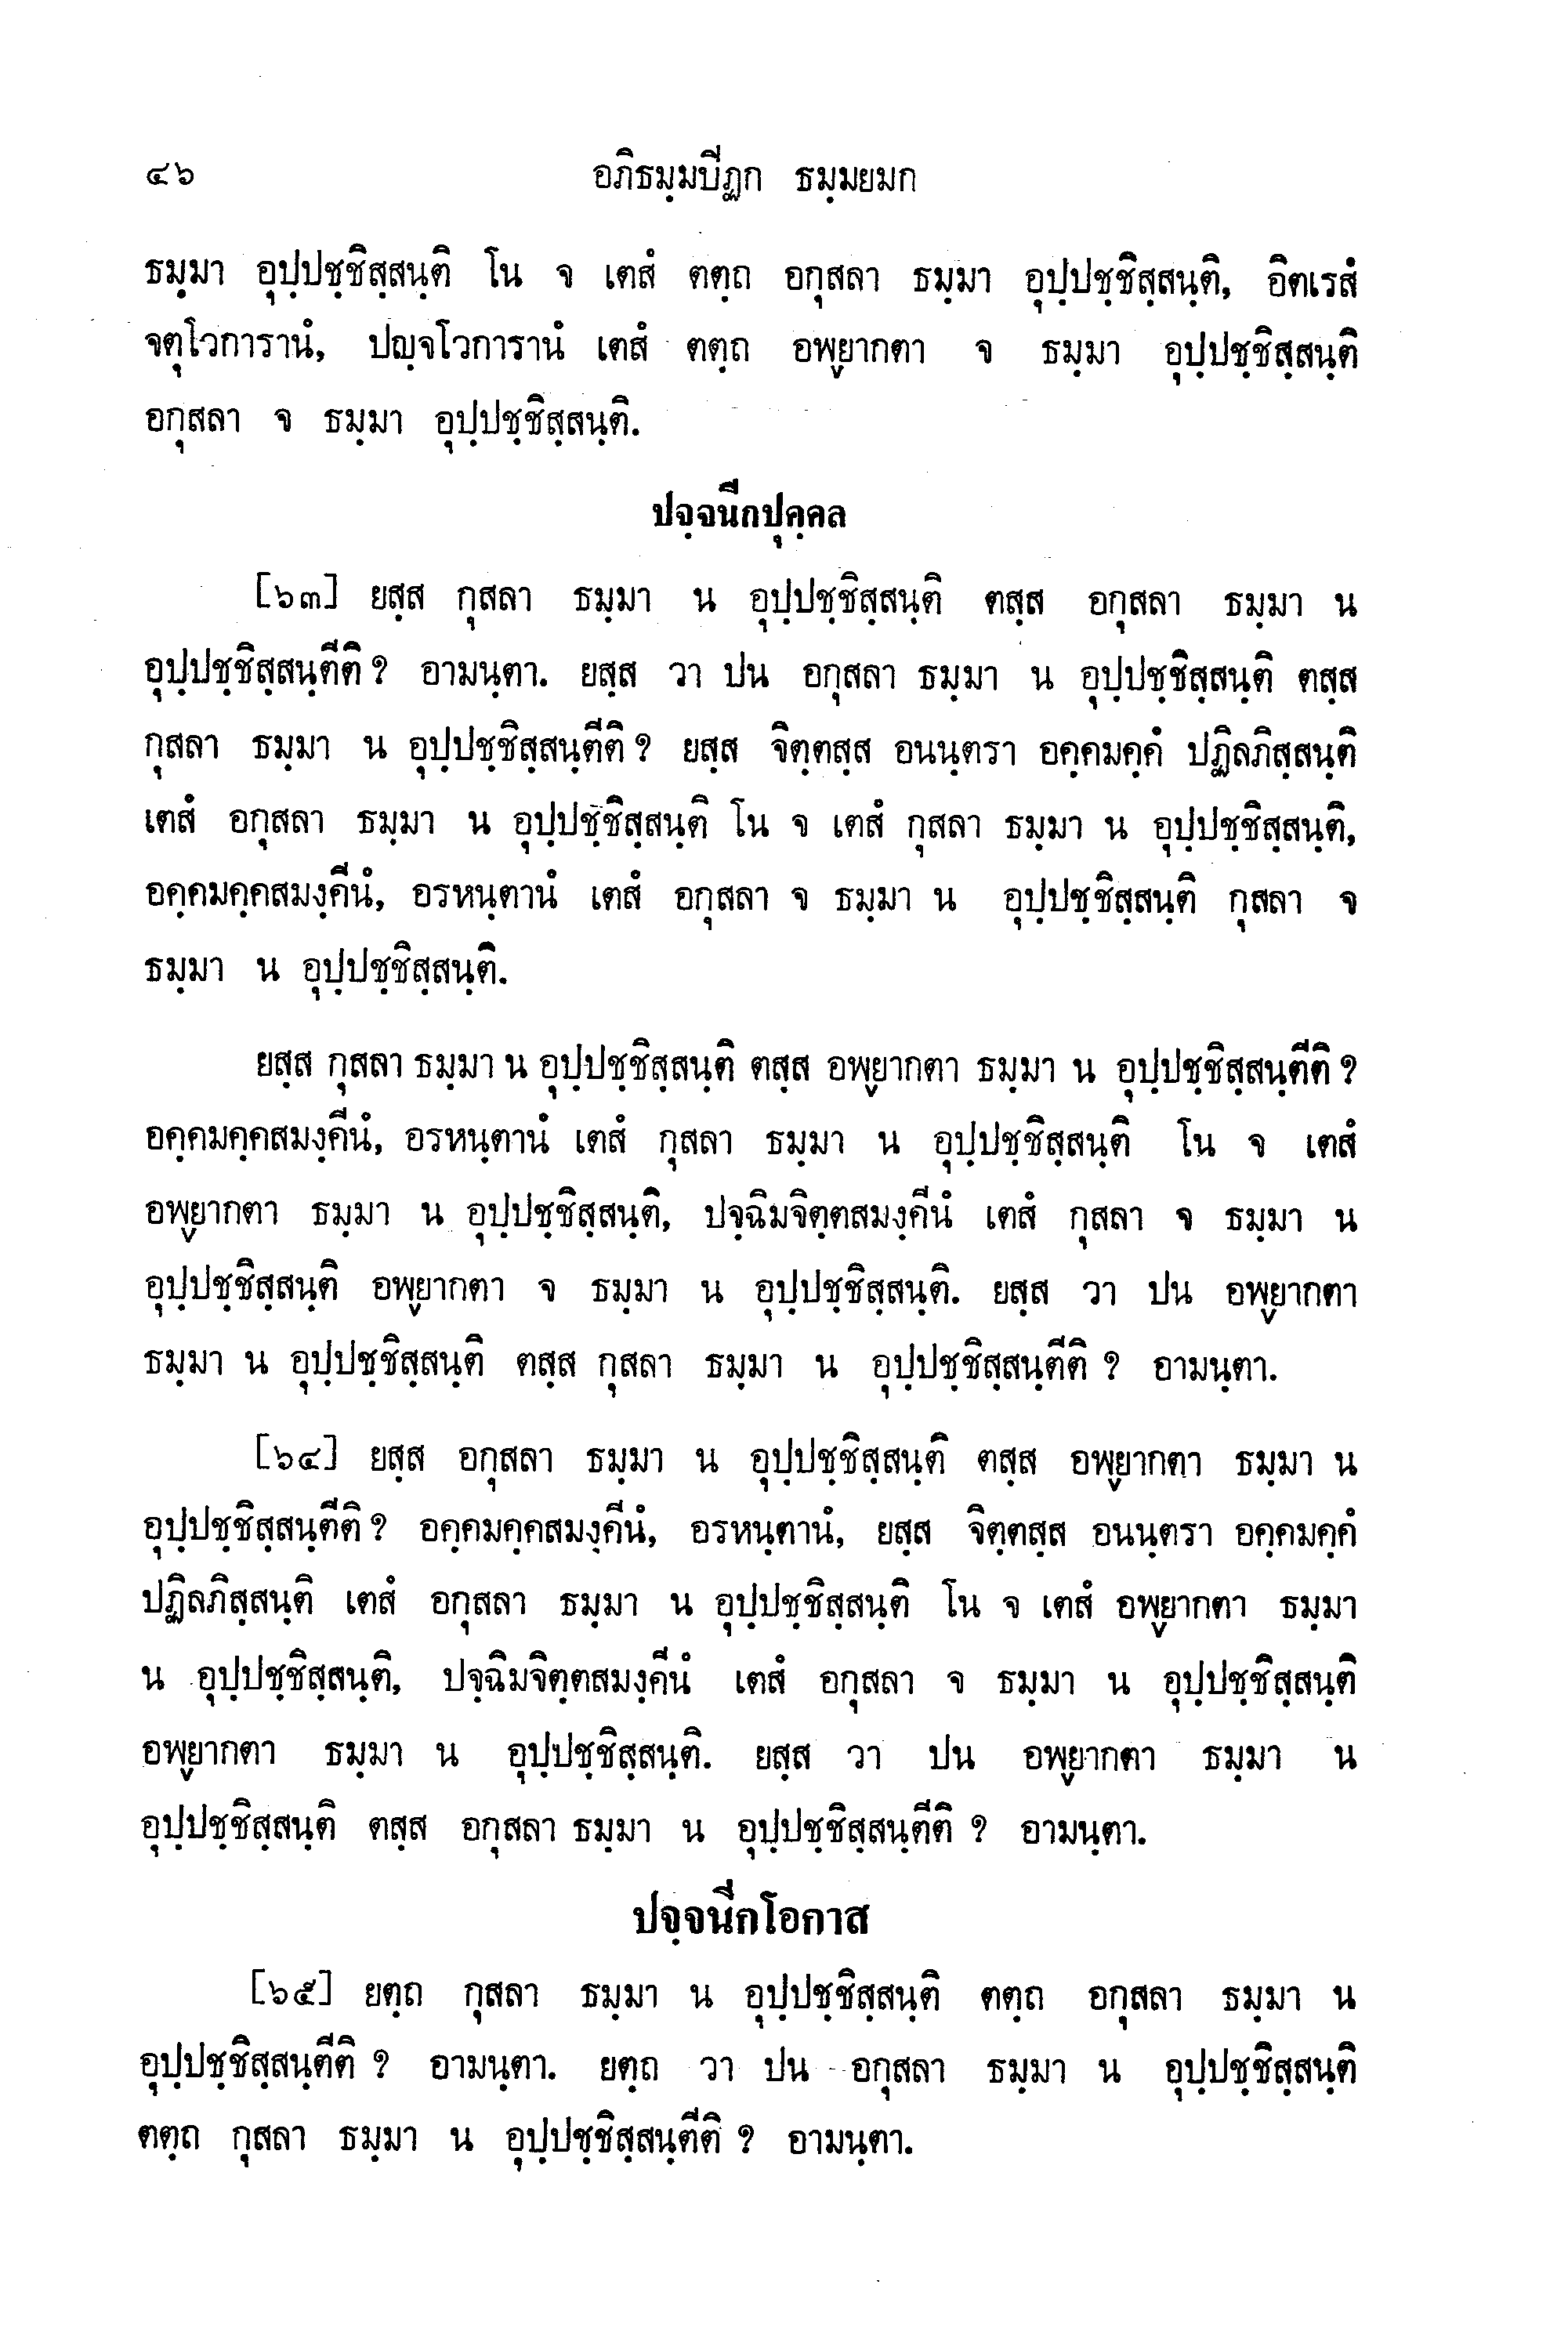 ๔๖ อภิธมฺมปิฏก ธมฺมยมก
ธมฺมา อุปฺปชฺชิสฺสนฺติ โน จ เตสํ ตตฺถ อกุสลา ธมฺมา อุปฺปชฺชิสฺสนฺติ, อิตเรสํ
จตุโวการานํ, ปญฺจโวการานํ เตสํ ตตฺถ อพฺยากตา จ ธมฺมา อุปฺปชฺชิสฺสนฺติ
อกุสลา จ ธมฺมา อุปฺปชฺชิสฺสนฺติ.
ปจฺจนีกปุคฺคล
[๖๓] ยสฺส กุสลา ธมฺมา น อุปฺปชฺชิสฺสนฺติ ตสฺส อกุสลา ธมฺมา น
อุปฺปชฺชิสฺสนฺตีติ ? อามนฺตา. ยสฺส วา ปน อกุสลา ธมฺมา น อุปฺปชฺชิสฺสนฺติ ตสฺส
กุสลา ธมฺมา น อุปฺปชฺชิสฺสนฺตีติ ? ยสฺส จิตฺตสฺส อนนฺตรา อคฺคมคฺคํ ปฏิลภิสฺสนฺติ
เตสํ อกุสลา ธมฺมา น อุปฺปชฺชิสฺสนฺติ โน จ เตสํ กุสลา ธมฺมา น อุปฺปชฺชิสฺสนฺติ,
อคฺคมคฺคสมงฺคีนํ, อรหนฺตานํ เตสํ อกุสลา จ ธมฺมา น อุปฺปชฺชิสฺสนฺติ กุสลา จ
ธมฺมา น อุปฺปชฺชิสฺสนฺติ.
ยสฺส กุสลา ธมฺมา น อุปฺปชฺชิสฺสนฺติ ตสฺส อพฺยากตา ธมฺมา น อุปฺปชฺชิสฺสนฺตีติ ?
อคฺคมคฺคสมงฺคีนํ, อรหนฺตานํ เตสํ กุสลา ธมฺมา น อุปฺปชฺชิสฺสนฺติ โน จ เตสํ
อพฺยากตา ธมฺมา น อุปฺปชฺชิสฺสนฺติ, ปจฺฉิมจิตฺตสมงฺคีนํ เตสํ กุสลา จ ธมฺมา น
อุปฺปชฺชิสฺสนฺติ อพฺยากตา จ ธมฺมา น อุปฺปชฺชิสฺสนฺติ. ยสฺส วา ปน อพฺยากตา
ธมฺมา น อุปฺปชฺชิสฺสนฺติ ตสฺส กุสลา ธมฺมา น อุปฺปชฺชิสฺสนฺตีติ ? อามนฺตา.
[๖๔] ยสฺส อกุสลา ธมฺมา น อุปฺปชฺชิสฺสนฺติ ตสฺส อพฺยากตา ธมฺมา น
อุปฺปชฺชิสฺสนฺตีติ ? อคฺคมคฺคสมงฺคีนํ, อรหนฺตานํ, ยสฺส จิตฺตสฺส อนนฺตรา อคฺคมคฺคํ
ปฏิลภิสฺสนฺติ เตสํ อกุสลา ธมฺมา น อุปฺปชฺชิสฺสนฺติ โน จ เตสํ อพฺยากตา ธมฺมา
น อุปฺปชฺชิสฺสนฺติ, ปจฺฉิมจิตฺตสมงฺคีนํ เตสํ อกุสลา จ ธมฺมา น อุปฺปชฺชิสฺสนฺติ
อพฺยากตา ธมฺมา น อุปฺปชฺชิสฺสนฺติ. ยสฺส วา ปน อพฺยากตา ธมฺมา น
อุปฺปชฺชิสฺสนฺติ ตสฺส อกุสลา ธมฺมา น อุปฺปชฺชิสฺสนฺตีติ ? อามนฺตา.
ปจฺจนีกโอกาส
[๖๕] ยตฺถ กุสลา ธมฺมา น อุปฺปชฺชิสฺสนฺติ ตตฺถ อกุสลา ธมฺมา น
อุปฺปชฺชิสฺสนฺตีติ ? อามนฺตา. ยตฺถ วา ปน อกุสลา ธมฺมา น อุปฺปชฺชิสฺสนฺติ
ตตฺถ กุสลา ธมฺมา น อุปฺปชฺชิสฺสนฺตีติ ? อามนฺตา.